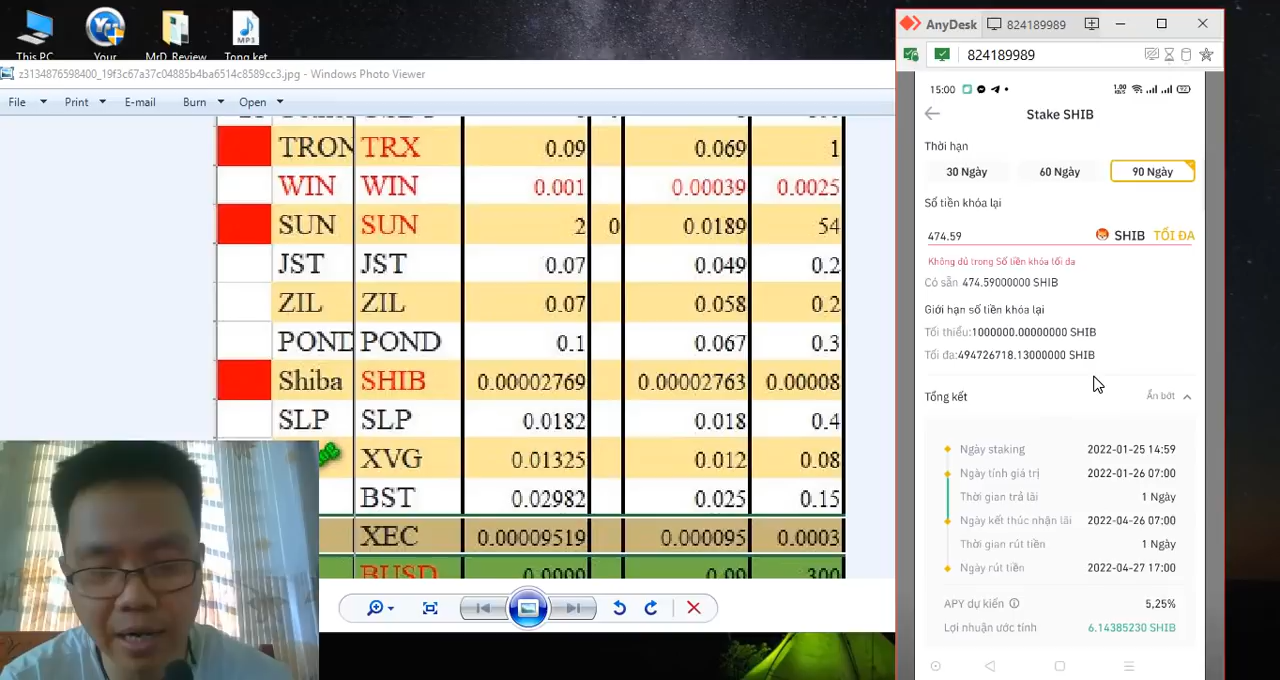 This PC
Your
MrD_Review
Tong ket
MP3
z3134876598400_19f3c67a37c04885b4ba6514c8589cc3.jpg - Windows Photo Viewer
File Print E-mail Burn Open
TRON TRX 0.09 0.069 1
WIN WIN 0.001 0.00039 0.0025
SUN SUN 2 0 0.0189 54
JST JST 0.07 0.049 0.2
ZIL ZIL 0.07 0.058 0.2
POND POND 0.1 0.067 0.3
Shiba SHIB 0.00002769 0.00002763 0.00008
SLP SLP 0.0182 0.018 0.4
XVG 0.01325 0.012 0.08
BST 0.02982 0.025 0.15
XEC 0.00009519 0.000095 0.0003
BUSD 300
AnyDesk 824189989
824189989
15:00
1,00 KB/S
Stake SHIB
Thời hạn
30 Ngày 60 Ngày 90 Ngày
Số tiền khóa lại
474.59 SHIB TỐI ĐA
Không đủ trong Số tiền khóa tối đa
Có sẵn 474.59000000 SHIB
Giới hạn số tiền khóa lại
Tối thiểu:1000000.00000000 SHIB
Tối đa:494726718.13000000 SHIB
Tổng kết Ẩn bớt
Ngày staking 2022-01-25 14:59
Ngày tính giá trị 2022-01-26 07:00
Thời gian trả lãi 1 Ngày
Ngày kết thúc nhận lãi 2022-04-26 07:00
Thời gian rút tiền 1 Ngày
Ngày rút tiền 2022-04-27 17:00
APY dự kiến 5,25%
Lợi nhuận ước tính 6.14385230 SHIB